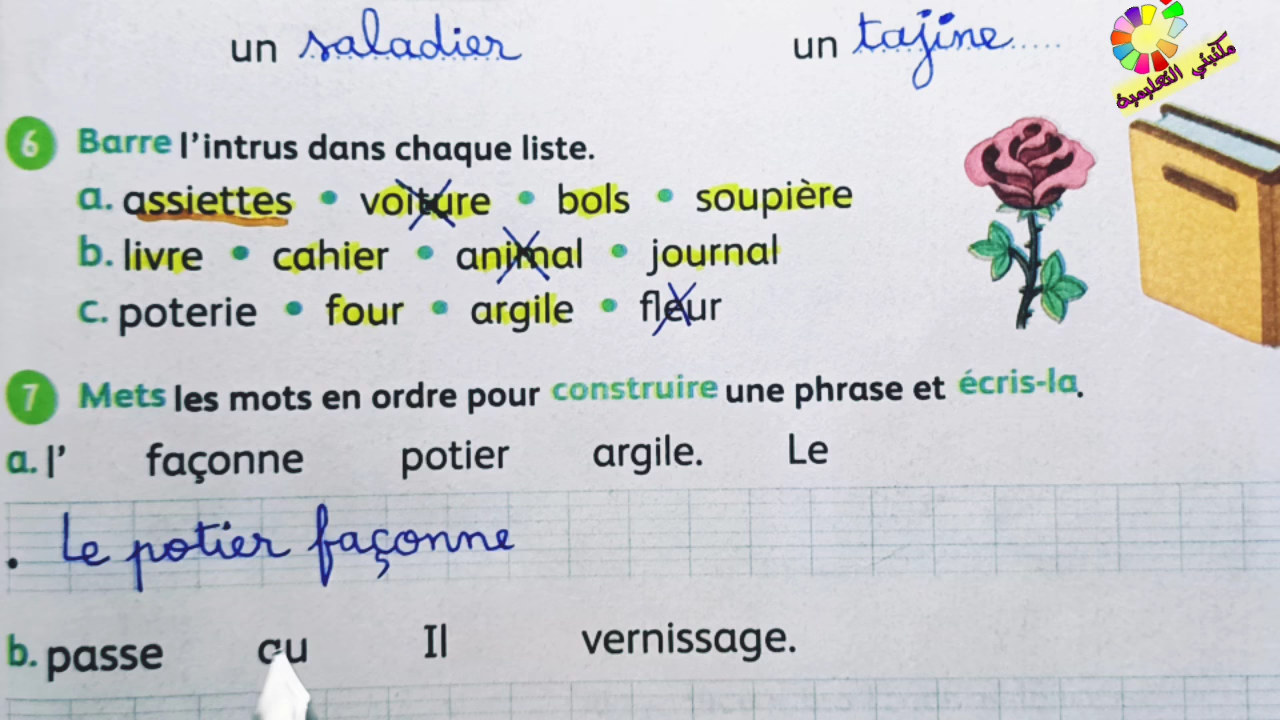 un saladier un tajine.....
مكتبتي التعليمية
6 Barre l'intrus dans chaque liste.
a. assiettes • voiture • bols • soupière
b. livre • cahier • animal • journal
c. poterie • four • argile • fleur
7 Mets les mots en ordre pour construire une phrase et écris-la.
a. l' façonne potier argile. Le
. Le potier façonne
b. passe au Il vernissage.